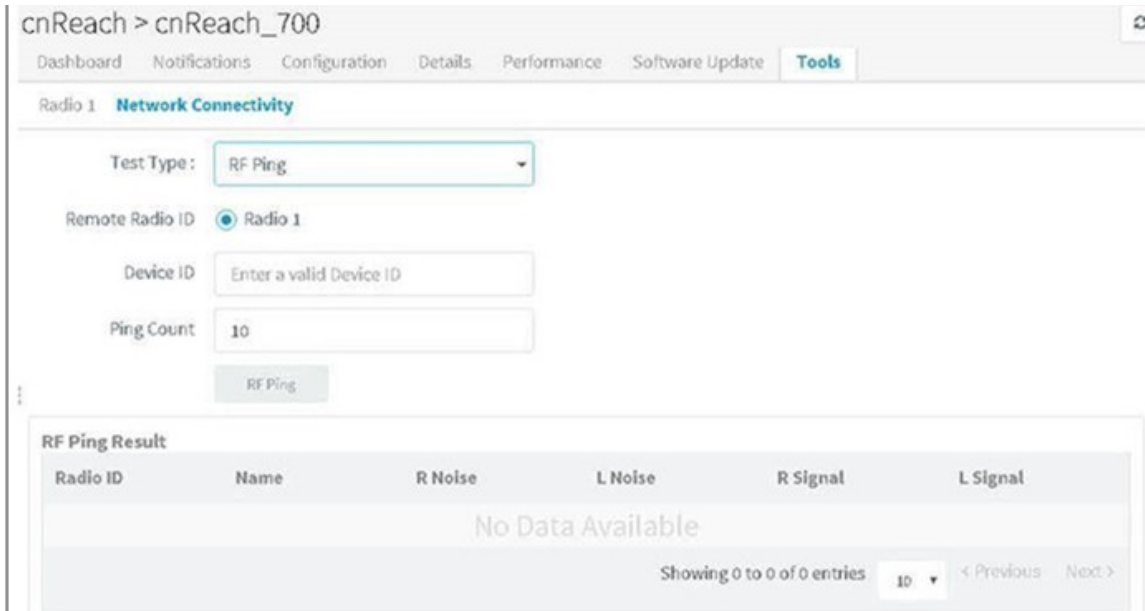 cnReach > cnReach_700
Dashboard Notifications Configuration Details Performance Software Update Tools
Radio 1 Network Connectivity
Test Type : RF Ping
Remote Radio ID Radio 1
Device ID Enter a valid Device ID
Ping Count 10
RF Ping
RF Ping Result
Radio ID Name R Noise L Noise R Signal L Signal
No Data Available
Showing 0 to 0 of 0 entries 10 < Previous Next >